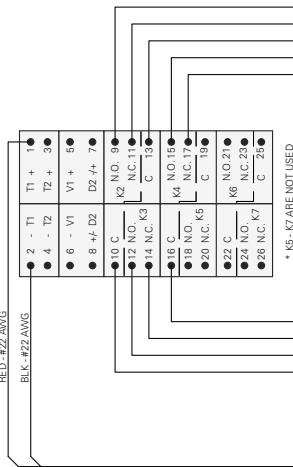 RED - #22 AWG
BLK - #22 AWG
2 - T1 T1 + 1
4 - T2 T2 + 3
6 - V1 V1 + 5
8 +/- D2 D2 -/+ 7
10 C K2 N.O. 9
12 N.O. K3 N.C. 11
14 N.C. C 13
16 C K4 N.O. 15
18 N.O. K5 N.C. 17
20 N.C. C 19
22 C K6 N.O. 21
24 N.O. K7 N.C. 23
26 N.C. C 25
* K5 - K7 ARE NOT USED